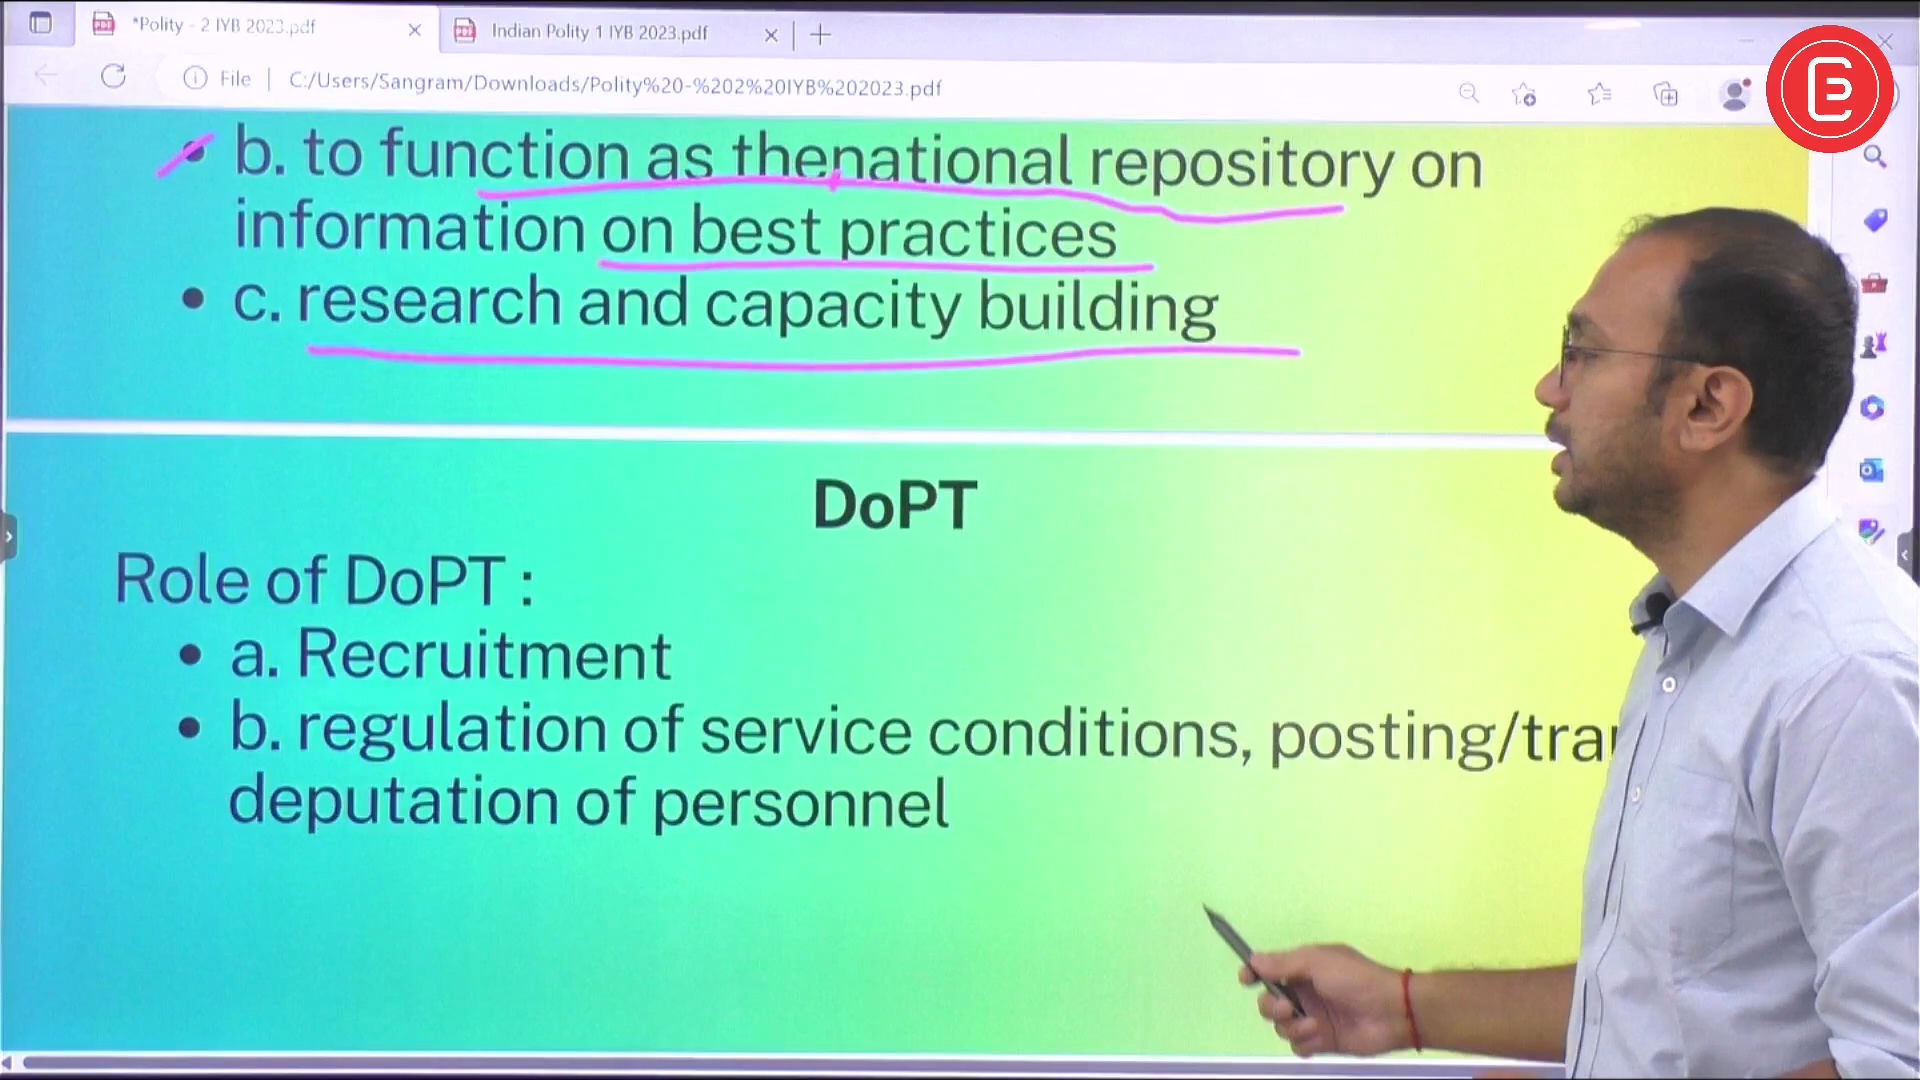 *Polity - 2 IYB 2023.pdf
Indian Polity 1 IYB 2023.pdf
File | C:/Users/Sangram/Downloads/Polity%20-%202%20IYB%202023.pdf
b. to function as thenational repository on
information on best practices
c. research and capacity building
DoPT
Role of DoPT :
a. Recruitment
b. regulation of service conditions, posting/tra
deputation of personnel